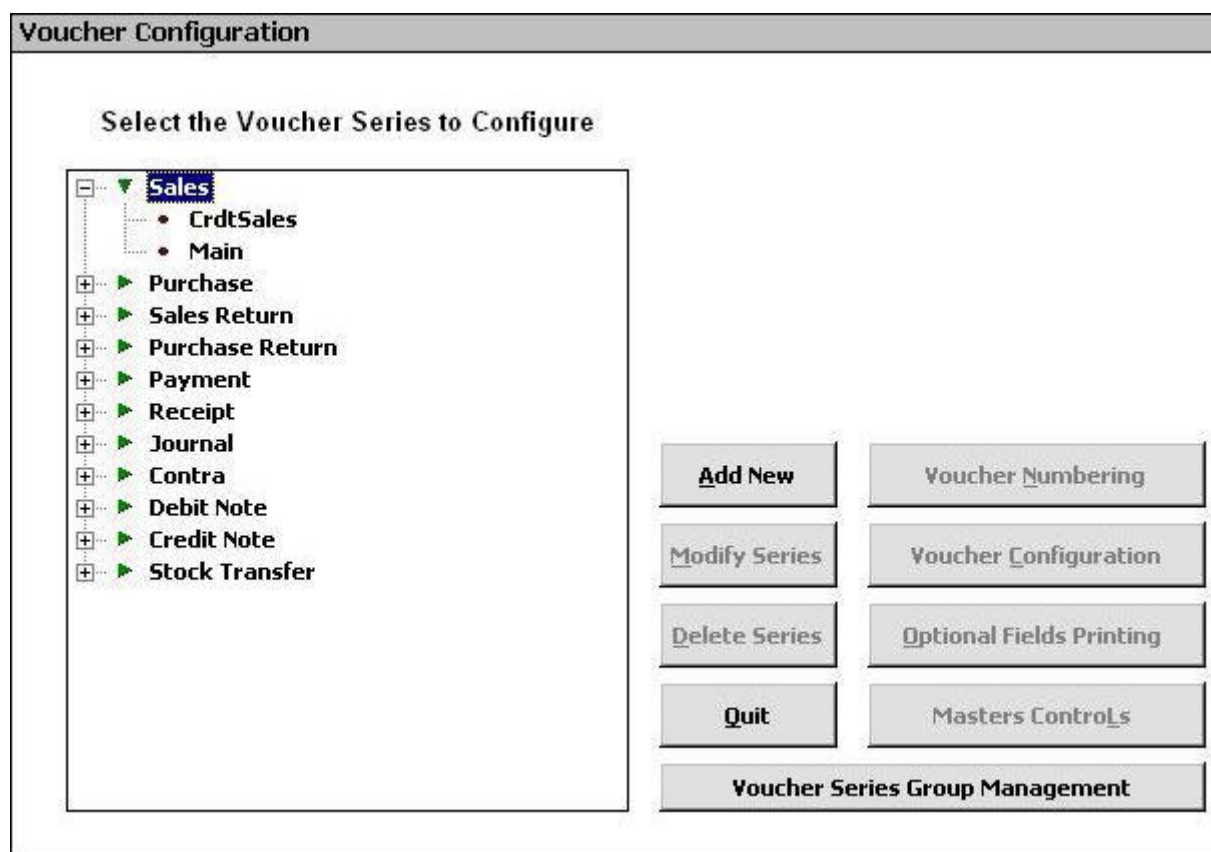 Voucher Configuration
Select the Voucher Series to Configure
Sales
CrdtSales
Main
Purchase
Sales Return
Purchase Return
Payment
Receipt
Journal
Contra
Debit Note
Credit Note
Stock Transfer
Add New
Voucher Numbering
Modify Series
Voucher Configuration
Delete Series
Optional Fields Printing
Quit
Masters ControLs
Voucher Series Group Management